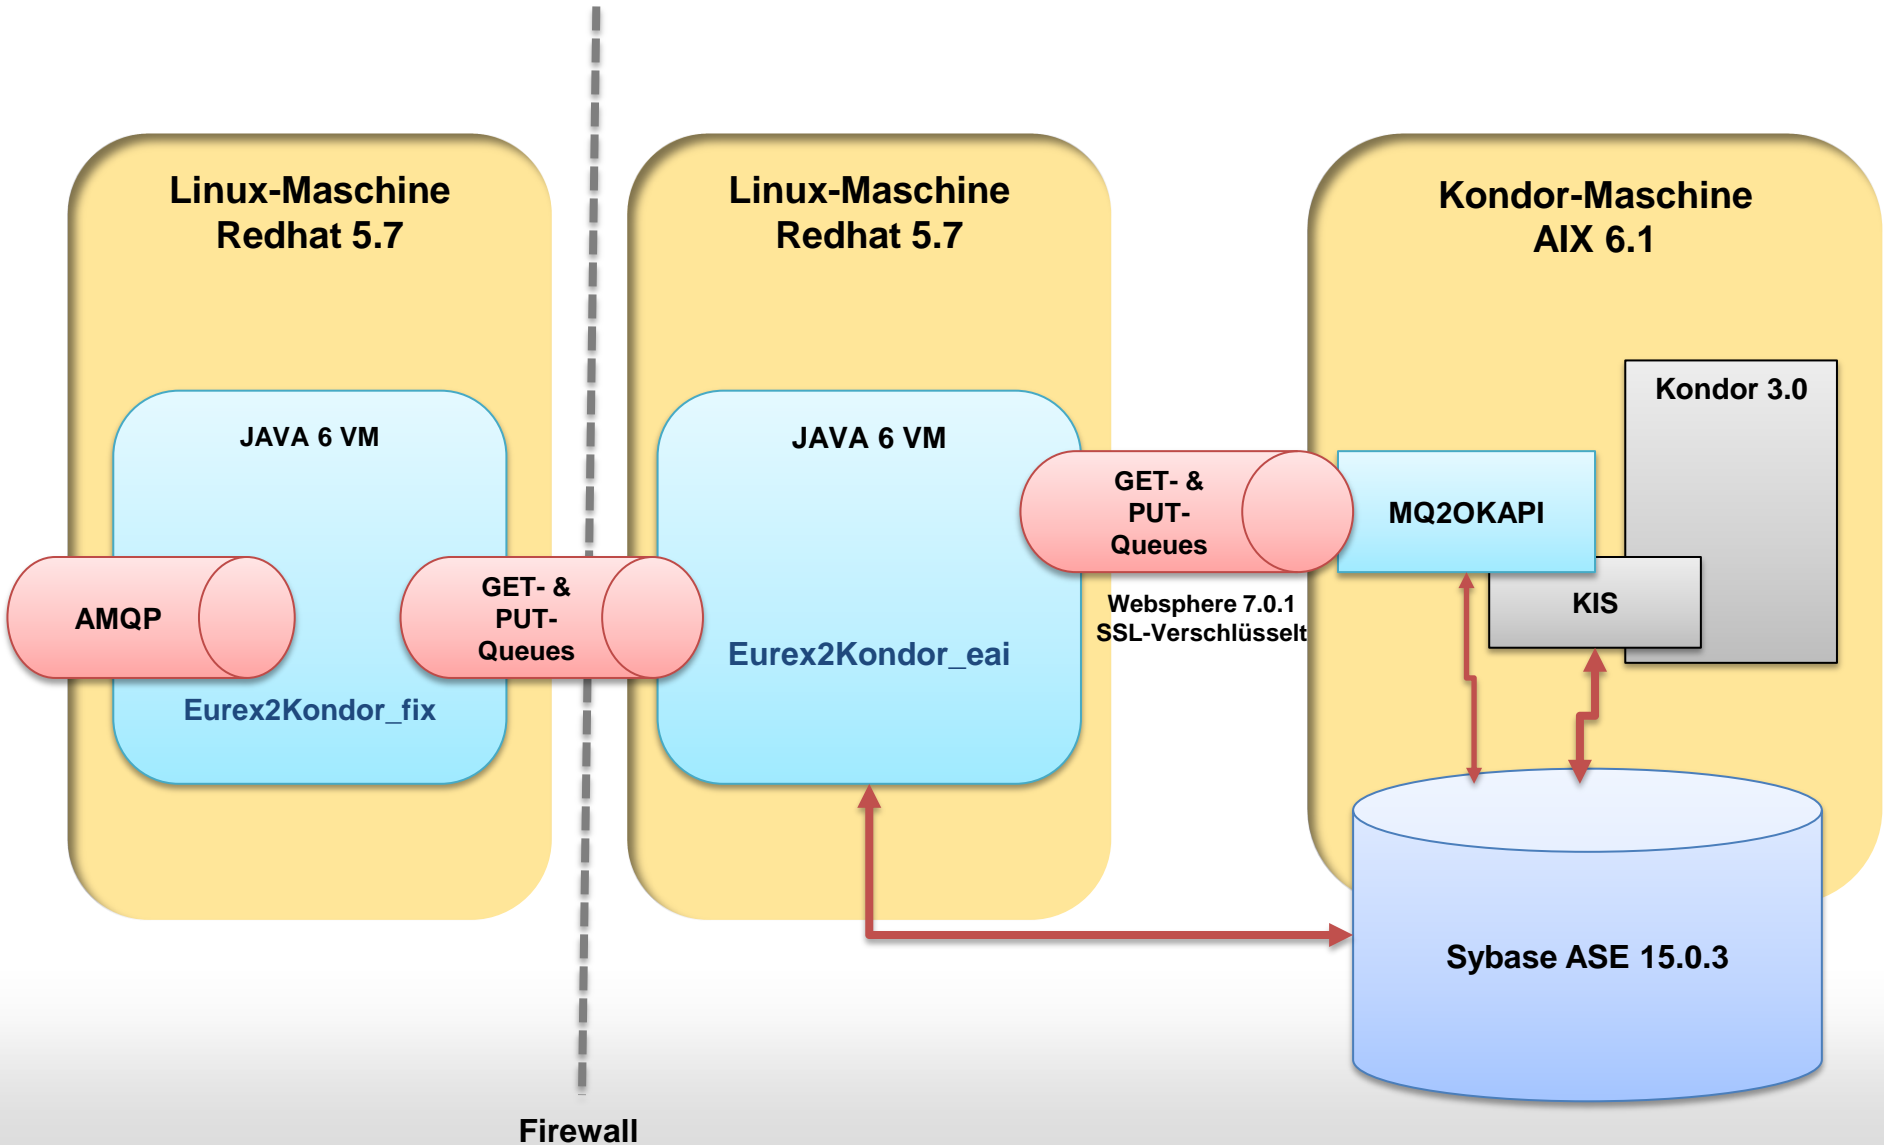 Linux-Maschine
Redhat 5.7
JAVA 6 VM
AMQP
Eurex2Kondor_fix
GET- &
PUT-
Queues
Firewall
Linux-Maschine
Redhat 5.7
JAVA 6 VM
Eurex2Kondor_eai
GET- &
PUT-
Queues
Websphere 7.0.1
SSL-Verschlüsselt
Kondor-Maschine
AIX 6.1
Kondor 3.0
MQ2OKAPI
KIS
Sybase ASE 15.0.3